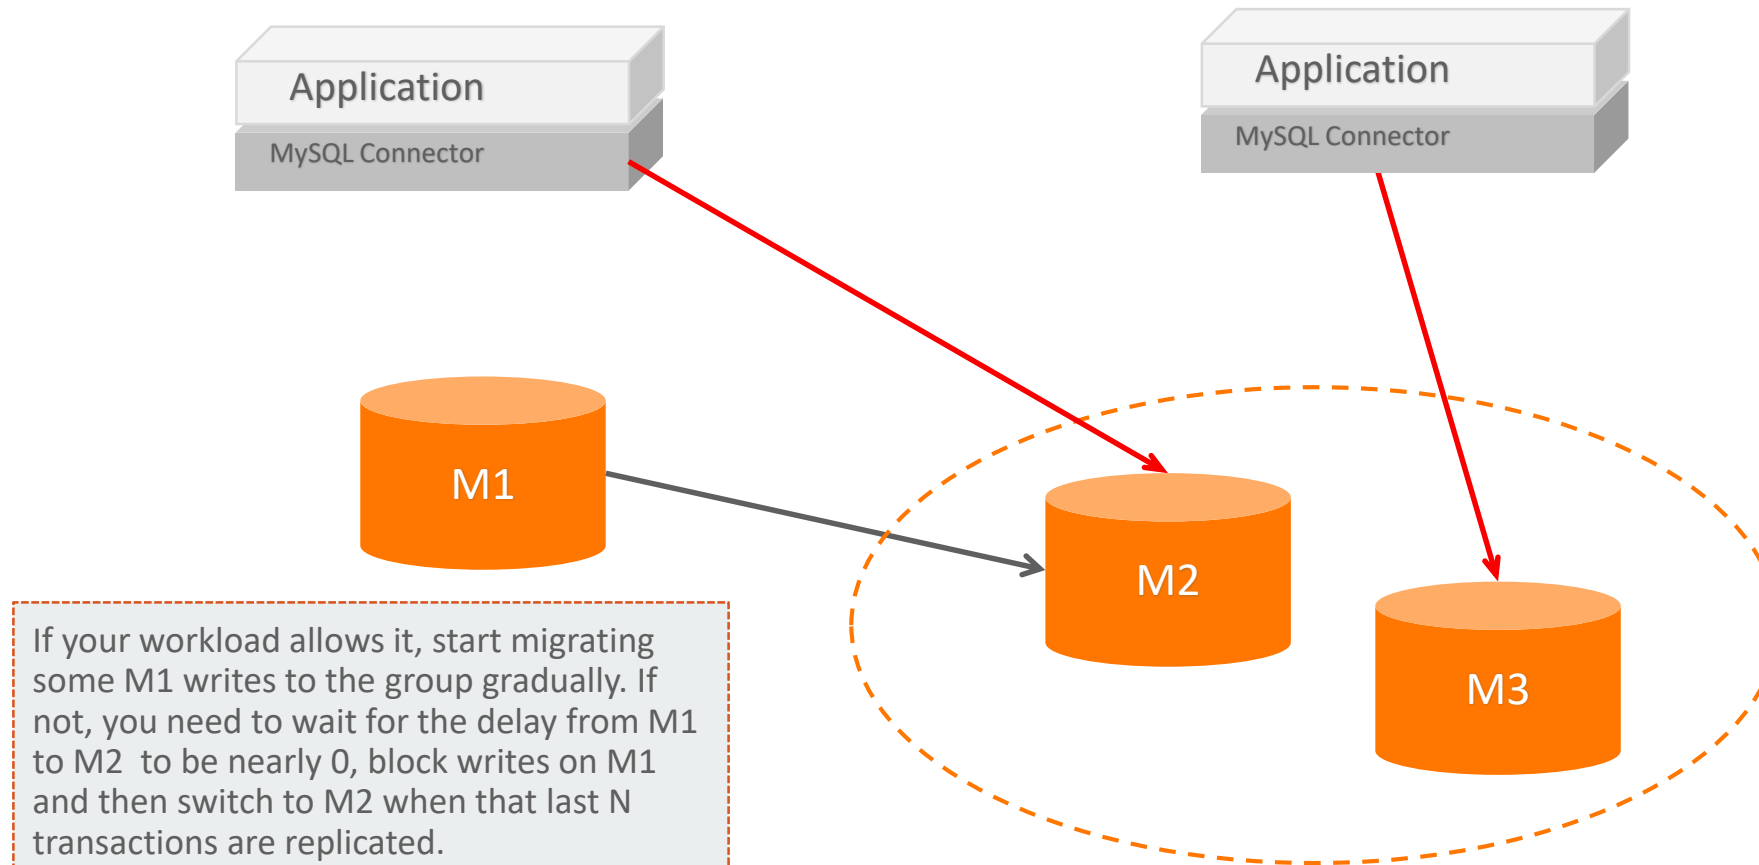 Application
MySQL Connector
Application
MySQL Connector
M1
M2
M3
If your workload allows it, start migrating
some M1 writes to the group gradually. If
not, you need to wait for the delay from M1
to M2  to be nearly 0, block writes on M1
and then switch to M2 when that last N
transactions are replicated.